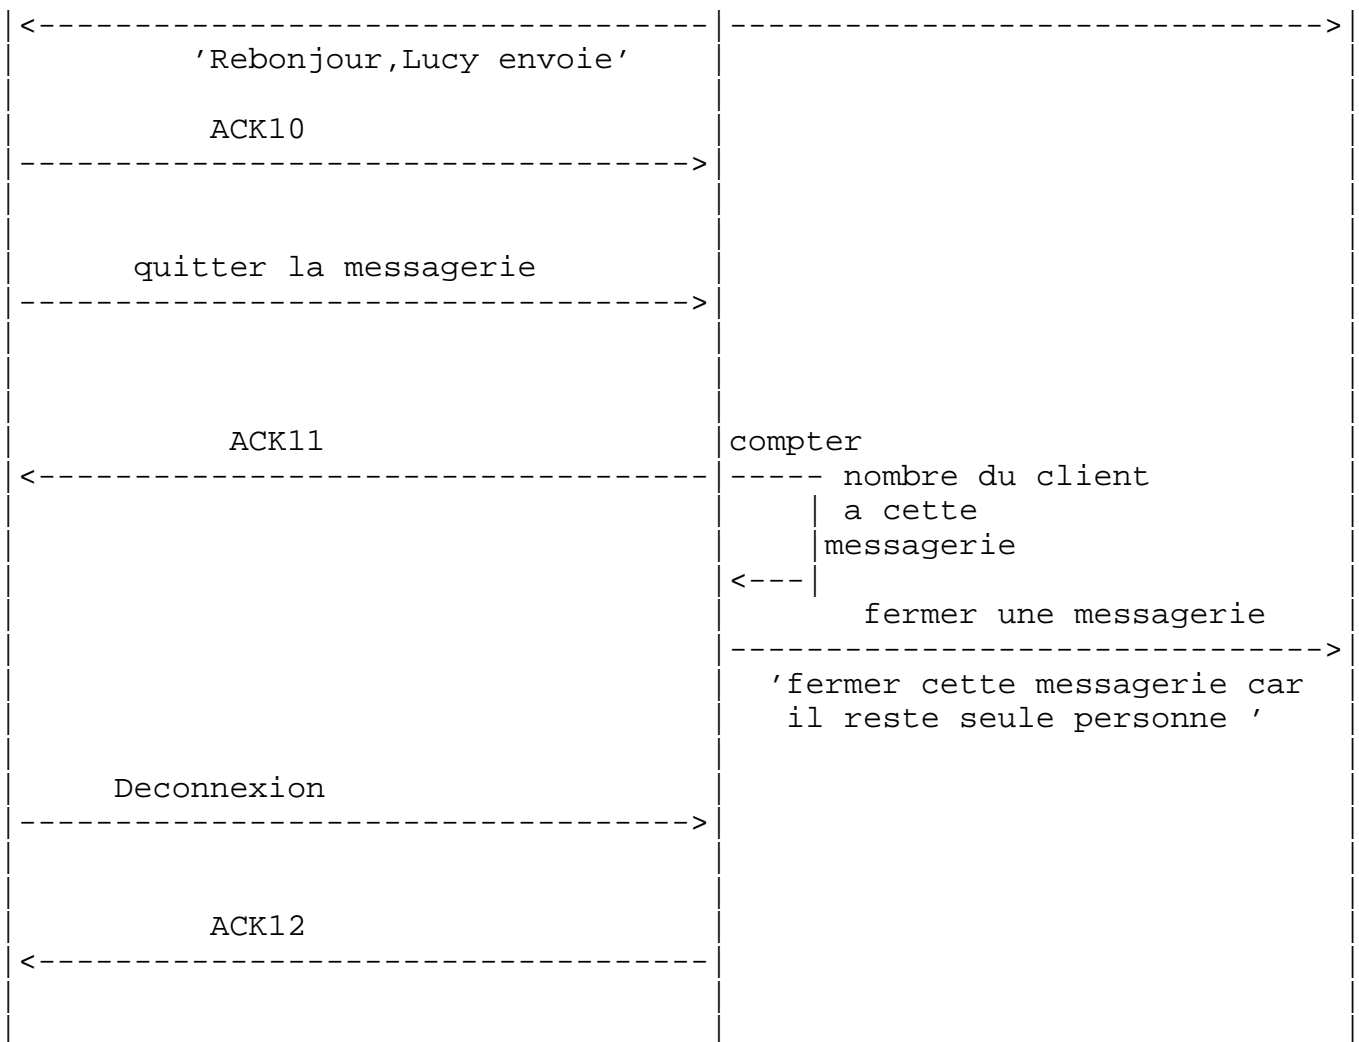 ’Rebonjour,Lucy envoie’
ACK10
quitter la messagerie
ACK11
compter
nombre du client
a cette
messagerie
fermer une messagerie
’fermer cette messagerie car
il reste seule personne ’
Deconnexion
ACK12